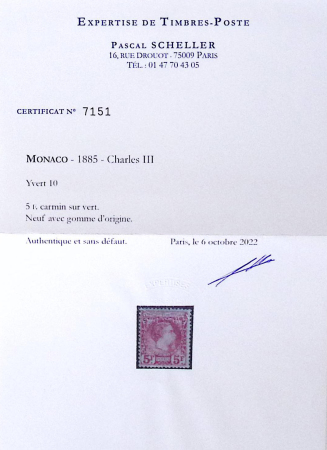 EXPERTISE DE TIMBRES-POSTE
PASCAL SCHELLER
16, RUE DROUOT - 75009 PARIS
TÉL. : 01 47 70 43 05
CERTIFICAT N° 7151
MONACO - 1885 - Charles III
Yvert 10
5 f. carmin sur vert.
Neuf avec gomme d'origine.
Authentique et sans défaut. Paris, le 6 octobre 2022
5F 5F